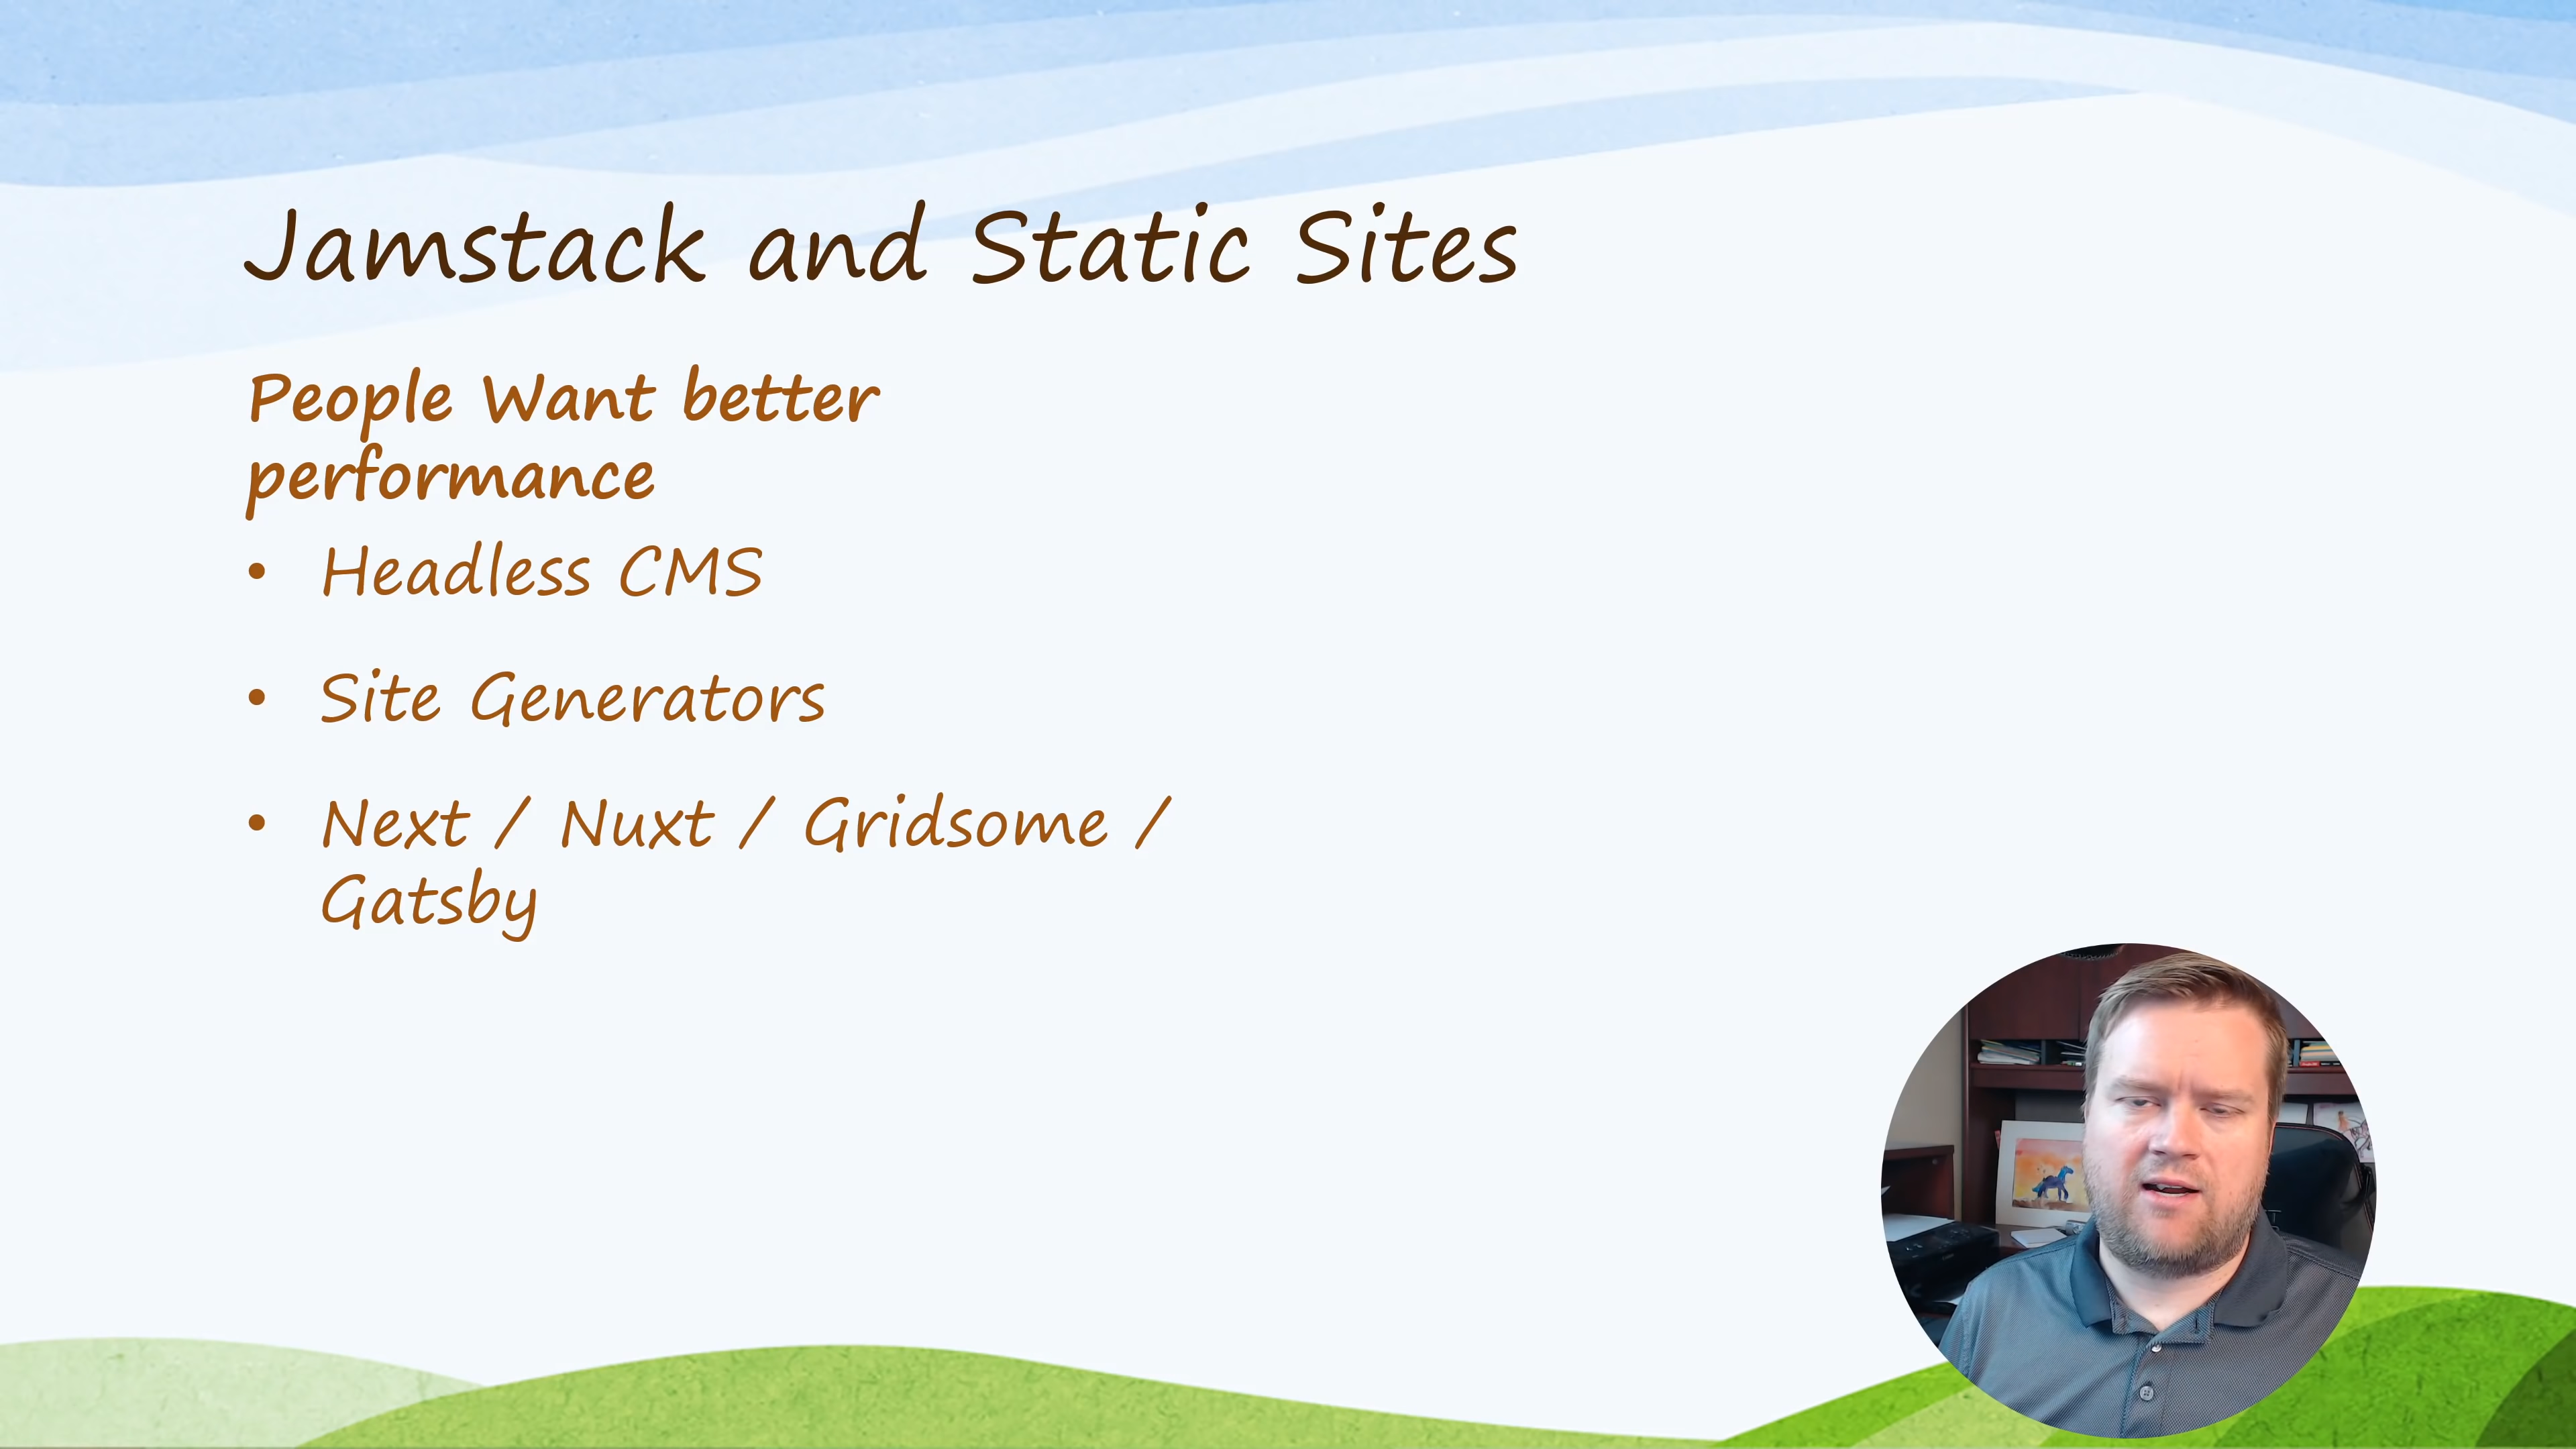 Jamstack and Static Sites
People Want better
performance
• Headless CMS
• Site Generators
• Next / Nuxt / Gridsome /
Gatsby